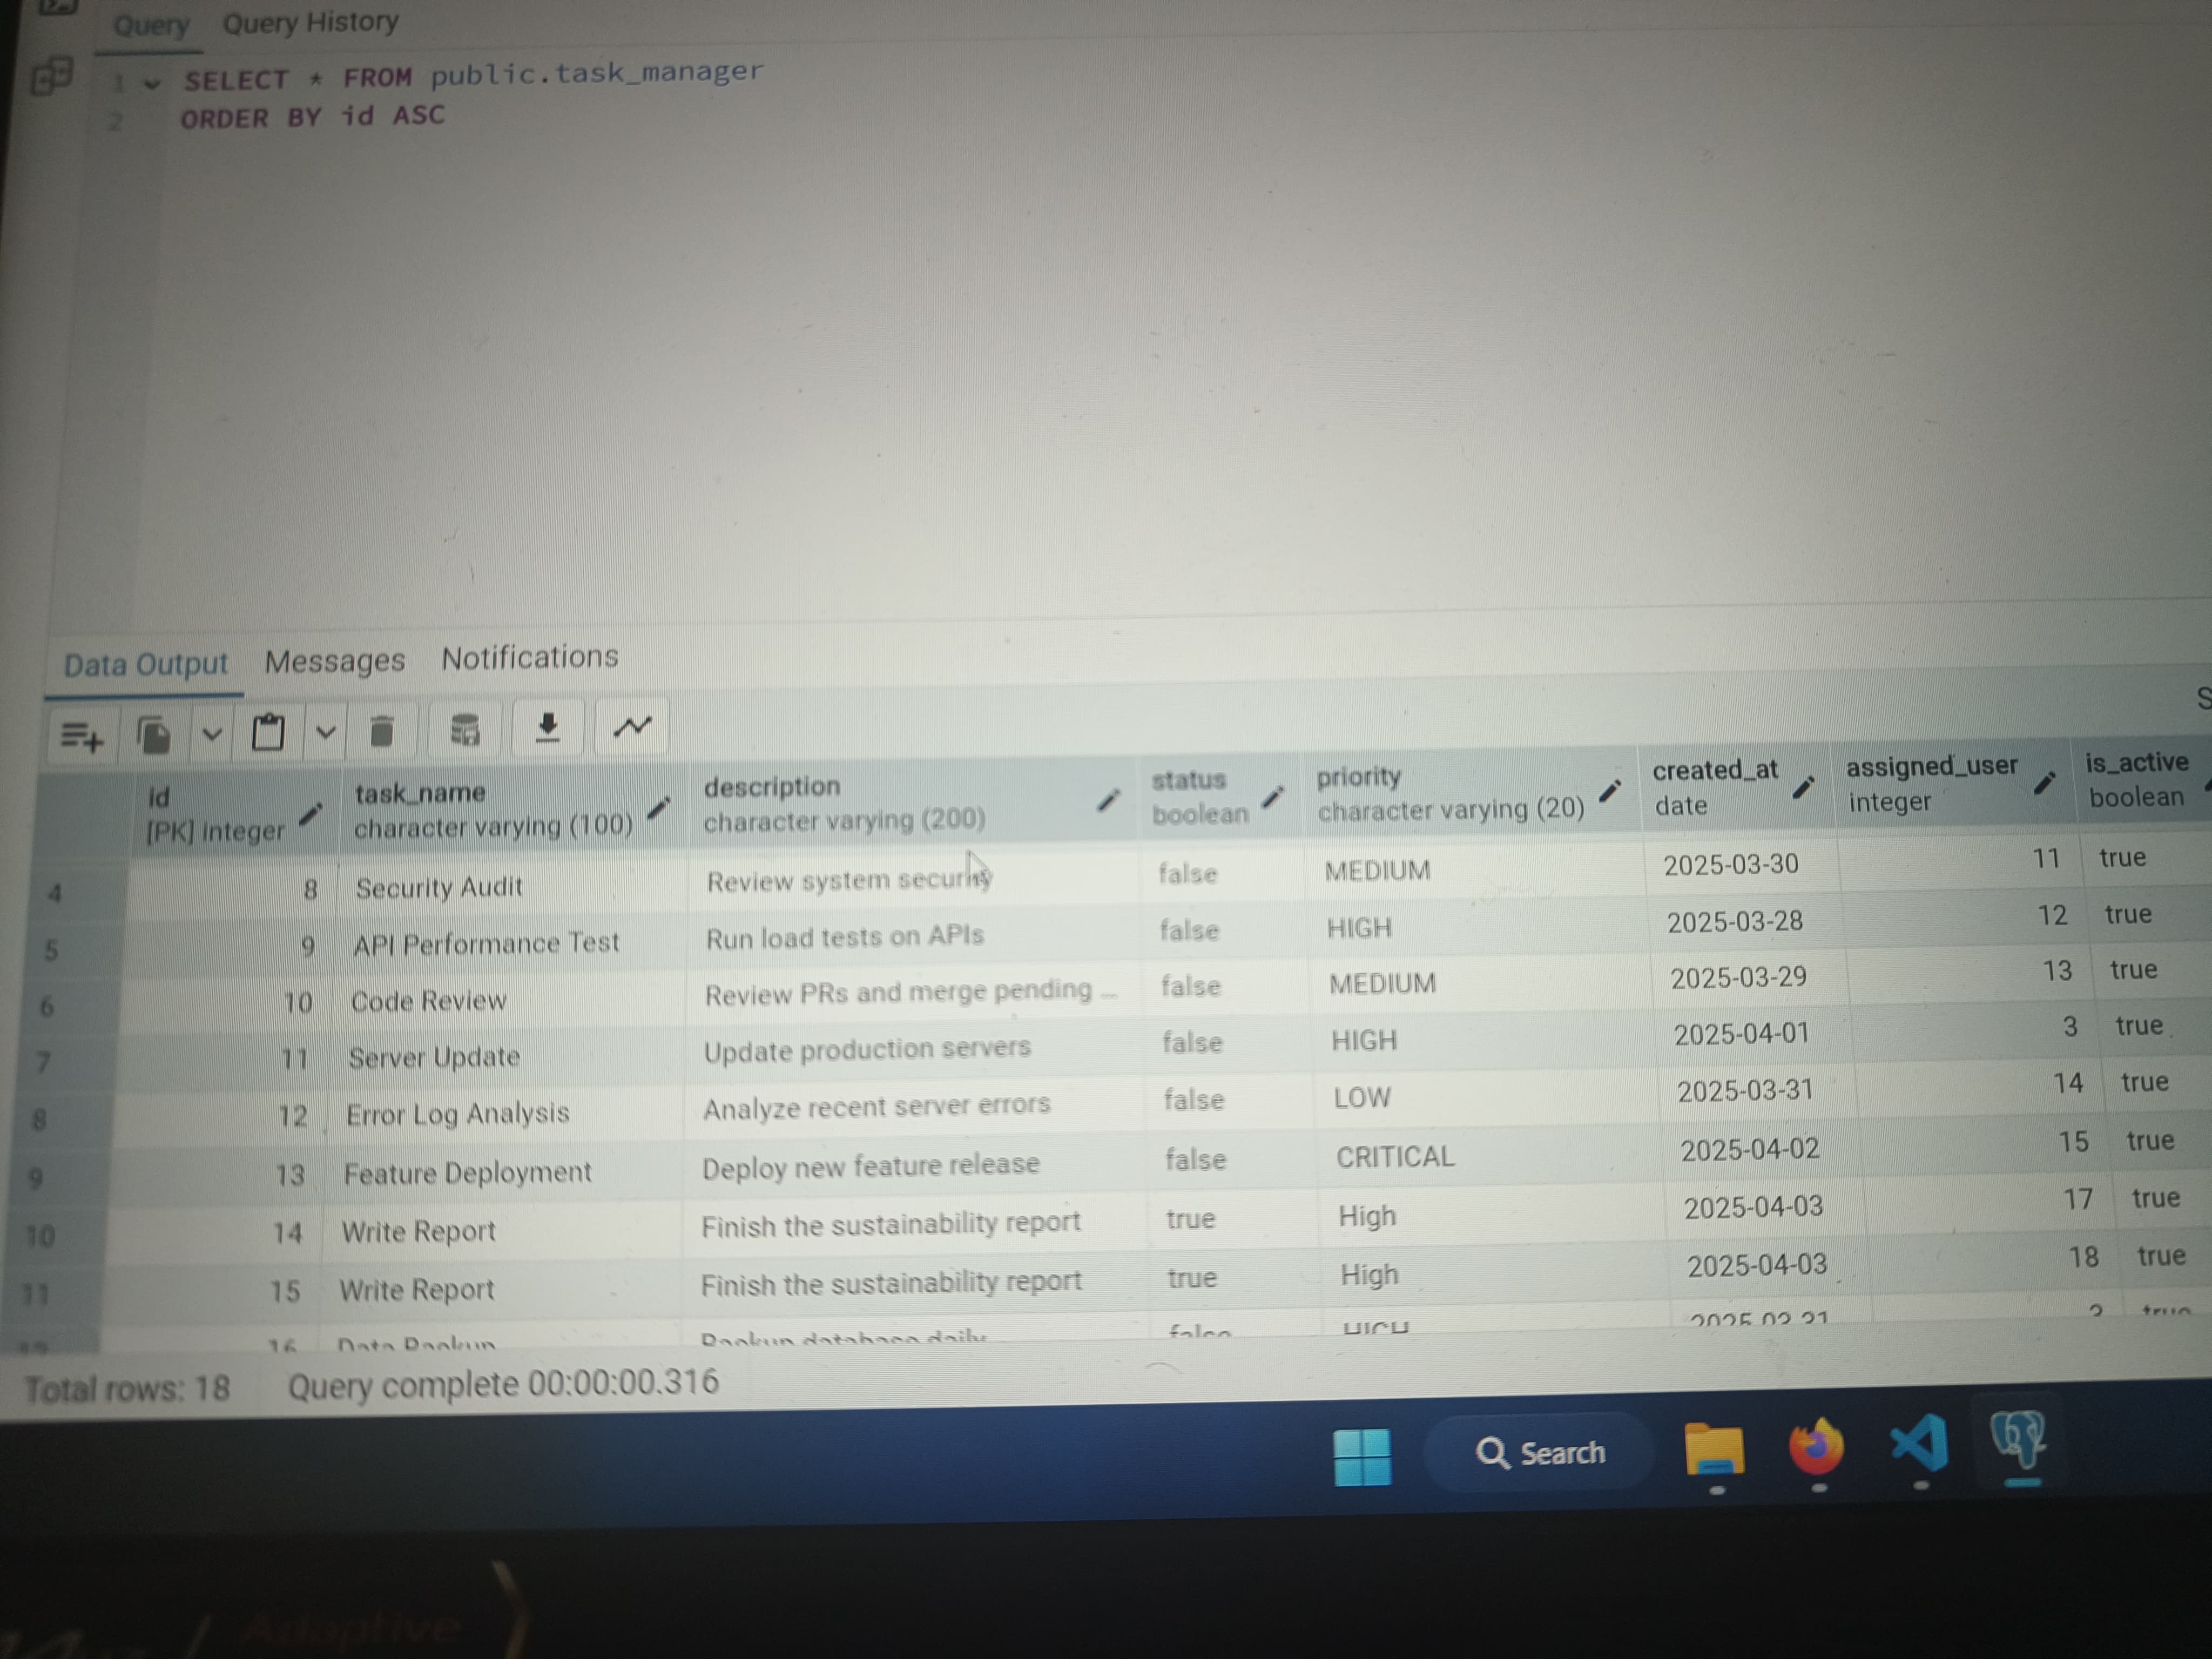 Query Query History
1 SELECT * FROM public.task_manager
2 ORDER BY id ASC
Data Output Messages Notifications
id task_name description status priority created_at assigned_user is_active
[PK] integer character varying (100) character varying (200) boolean character varying (20) date integer boolean
4 8 Security Audit Review system security false MEDIUM 2025-03-30 11 true
5 9 API Performance Test Run load tests on APIs false HIGH 2025-03-28 12 true
6 10 Code Review Review PRs and merge pending ... false MEDIUM 2025-03-29 13 true
7 11 Server Update Update production servers false HIGH 2025-04-01 3 true
8 12 Error Log Analysis Analyze recent server errors false LOW 2025-03-31 14 true
9 13 Feature Deployment Deploy new feature release false CRITICAL 2025-04-02 15 true
10 14 Write Report Finish the sustainability report true High 2025-04-03 17 true
11 15 Write Report Finish the sustainability report true High 2025-04-03 18 true
16 Data Backup Backup database daily false HIGH true
Total rows: 18 Query complete 00:00:00.316
Search
Adaptive